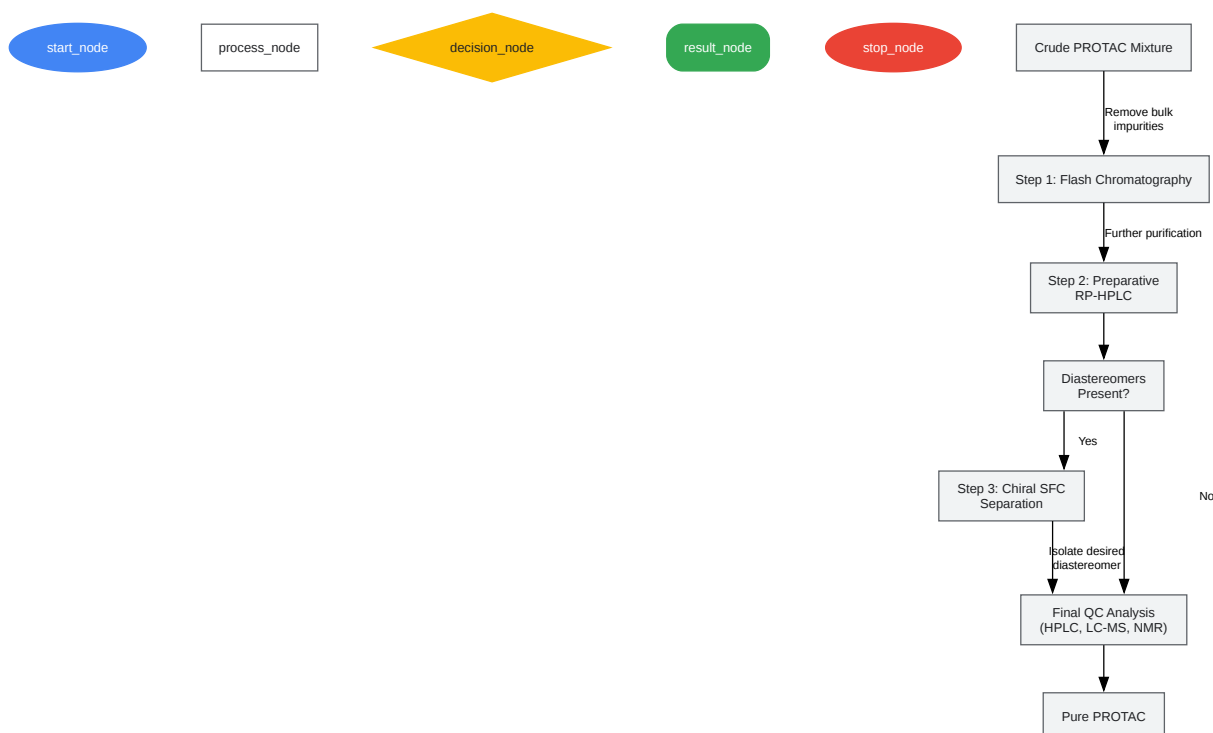 start_node
process_node
decision_node
result_node
stop_node
Crude PROTAC Mixture
Remove bulk
impurities
Step 1: Flash Chromatography
Further purification
Step 2: Preparative
RP-HPLC
Diastereomers
Present?
Yes
Step 3: Chiral SFC
Separation
No
Isolate desired
diastereomer
Final QC Analysis
(HPLC, LC-MS, NMR)
Pure PROTAC